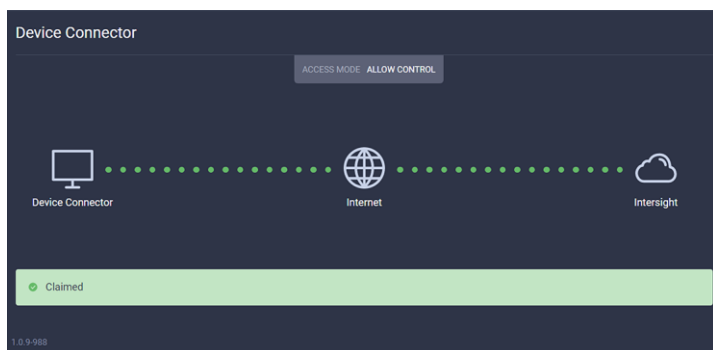 Device Connector
ACCESS MODE ALLOW CONTROL
Device Connector
Internet
Intersight
Claimed
1.0.9-988